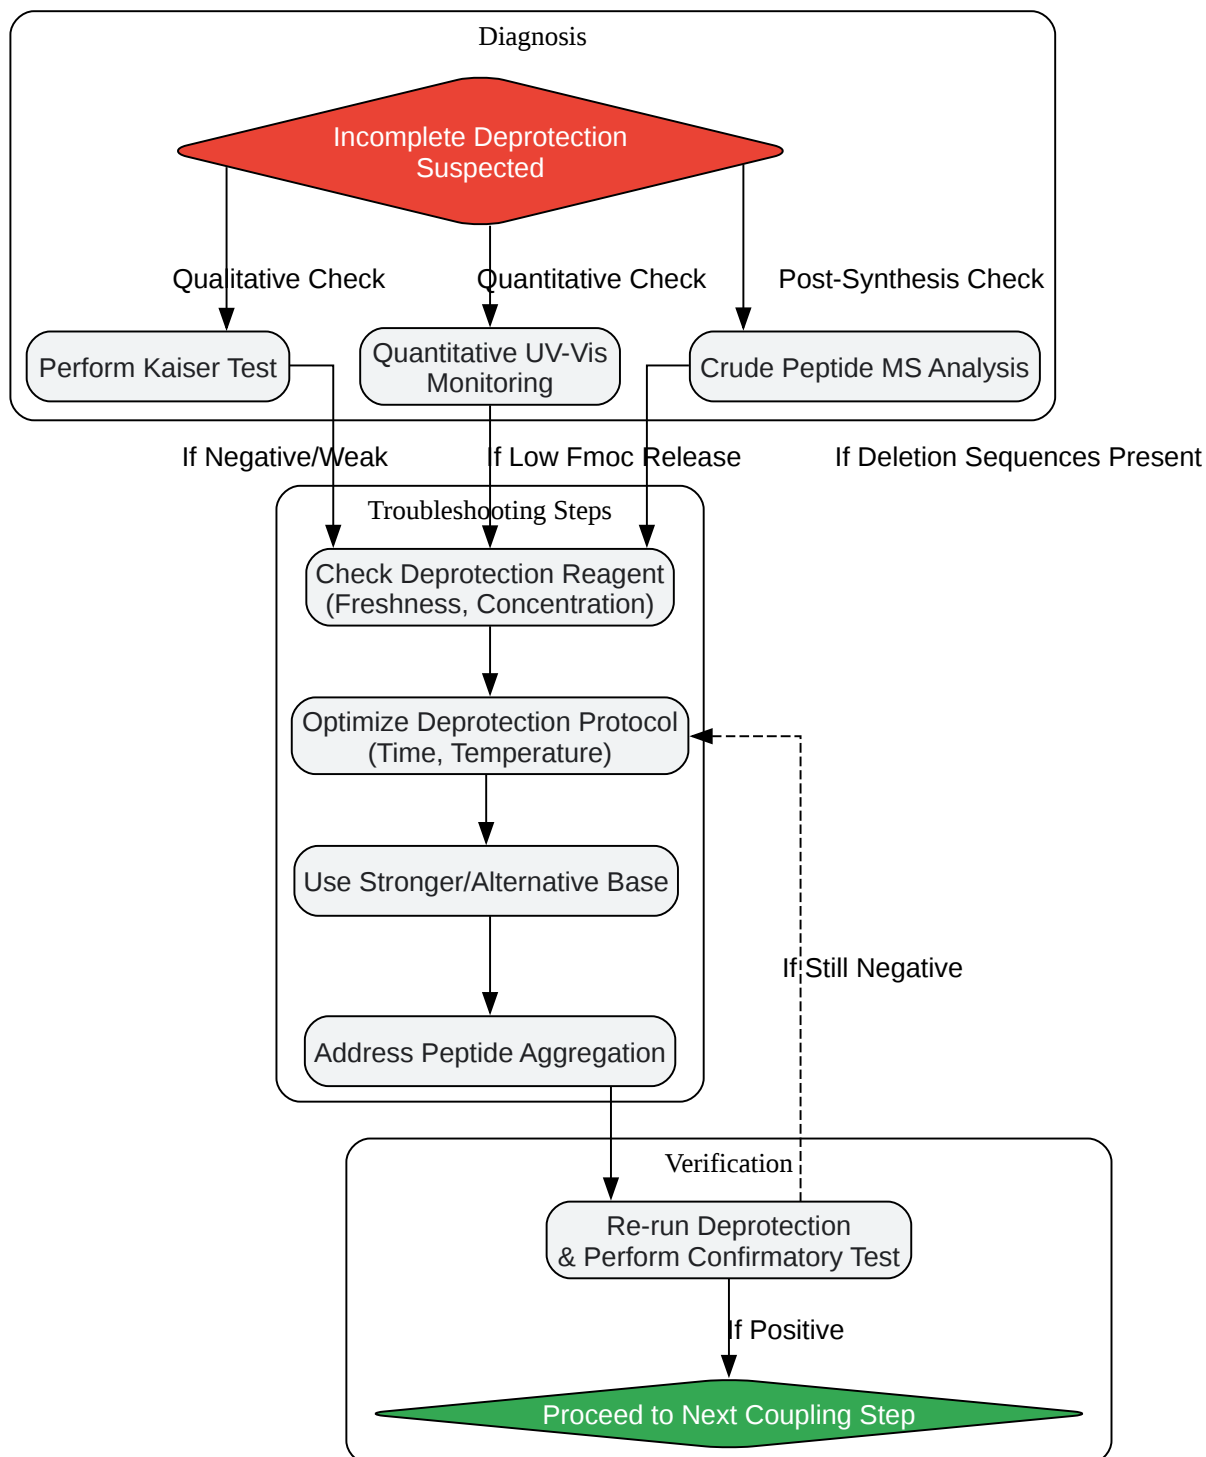 Diagnosis
Incomplete Deprotection
Suspected
Qualitative Check
Quantitative Check
Post-Synthesis Check
Perform Kaiser Test
Quantitative UV-Vis
Monitoring
Crude Peptide MS Analysis
If Negative/Weak
If Low Fmoc Release
If Deletion Sequences Present
Troubleshooting Steps
Check Deprotection Reagent
(Freshness, Concentration)
Optimize Deprotection Protocol
(Time, Temperature)
Use Stronger/Alternative Base
If Still Negative
Address Peptide Aggregation
Verification
Re-run Deprotection
& Perform Confirmatory Test
If Positive
Proceed to Next Coupling Step